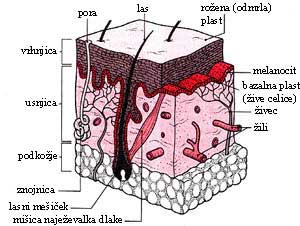 pora
las
rožena (odmrla)
plast
vrhnjica
melanocit
bazalna plast
(žive celice)
usnjica
živec
žili
podkožje
znojnica
lasni mešiček
mišica naježevalka dlake